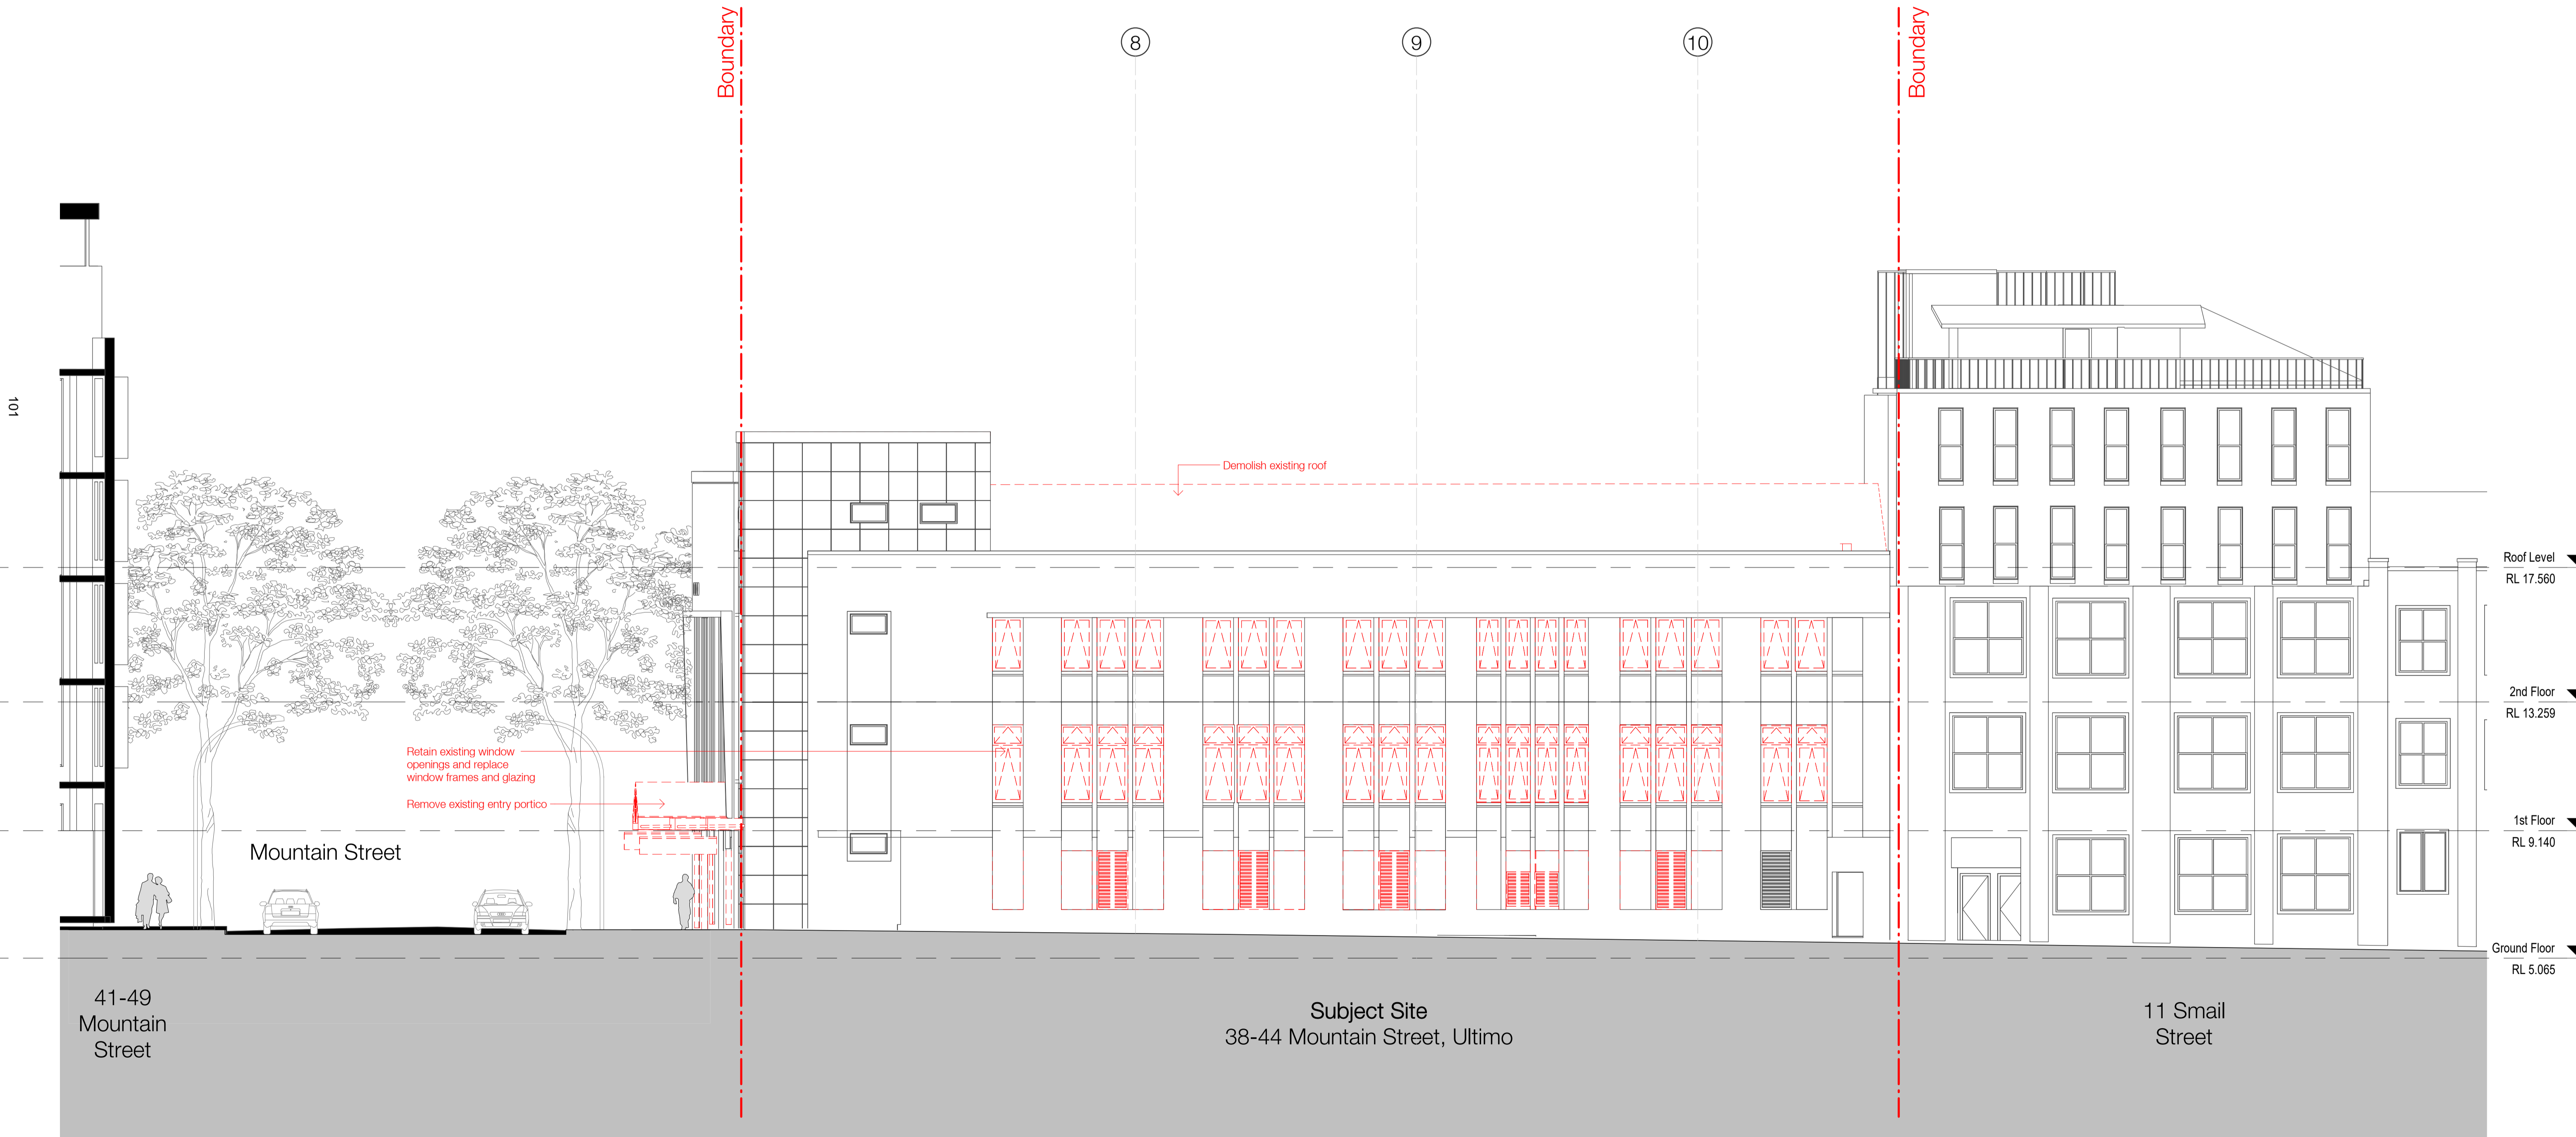 Boundary
8
9
10
Boundary
101
Demolish existing roof
Roof Level
RL 17.560
2nd Floor
RL 13.259
Retain existing window
openings and replace
window frames and glazing
Remove existing entry portico
1st Floor
RL 9.140
Mountain Street
Ground Floor
RL 5.065
41-49
Mountain
Street
Subject Site
38-44 Mountain Street, Ultimo
11 Smail
Street